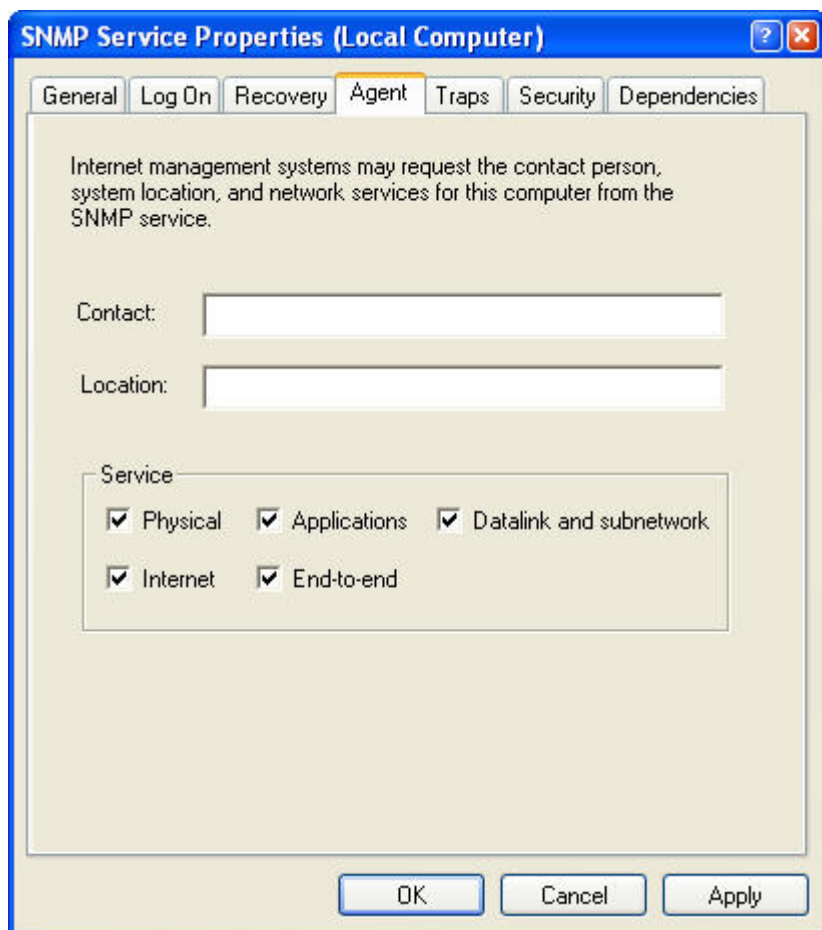 SNMP Service Properties (Local Computer)
General Log On Recovery Agent Traps Security Dependencies
Internet management systems may request the contact person,
system location, and network services for this computer from the
SNMP service.
Contact:
Location:
Service
Physical Applications Datalink and subnetwork
Internet End-to-end
OK Cancel Apply